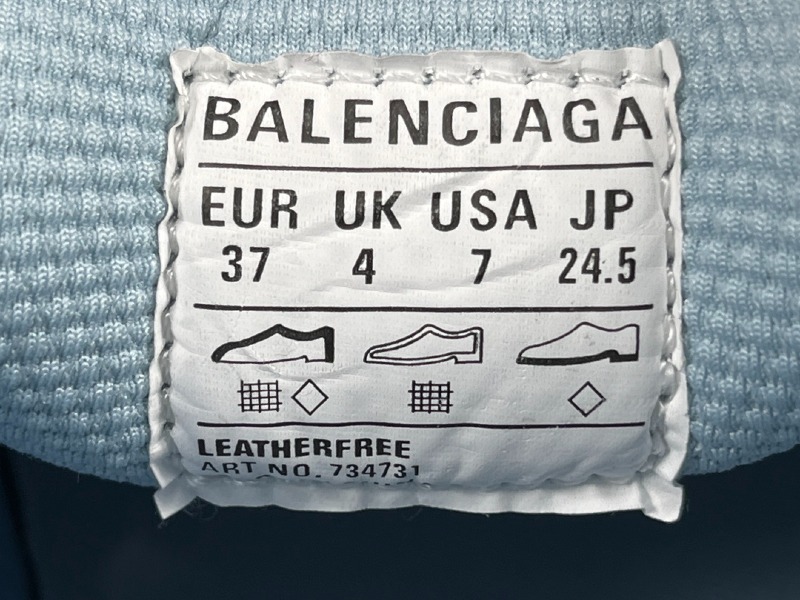 BALENCIAGA
EUR UK USA JP
37 4 7 24.5
LEATHERFREE
ART NO. 734731